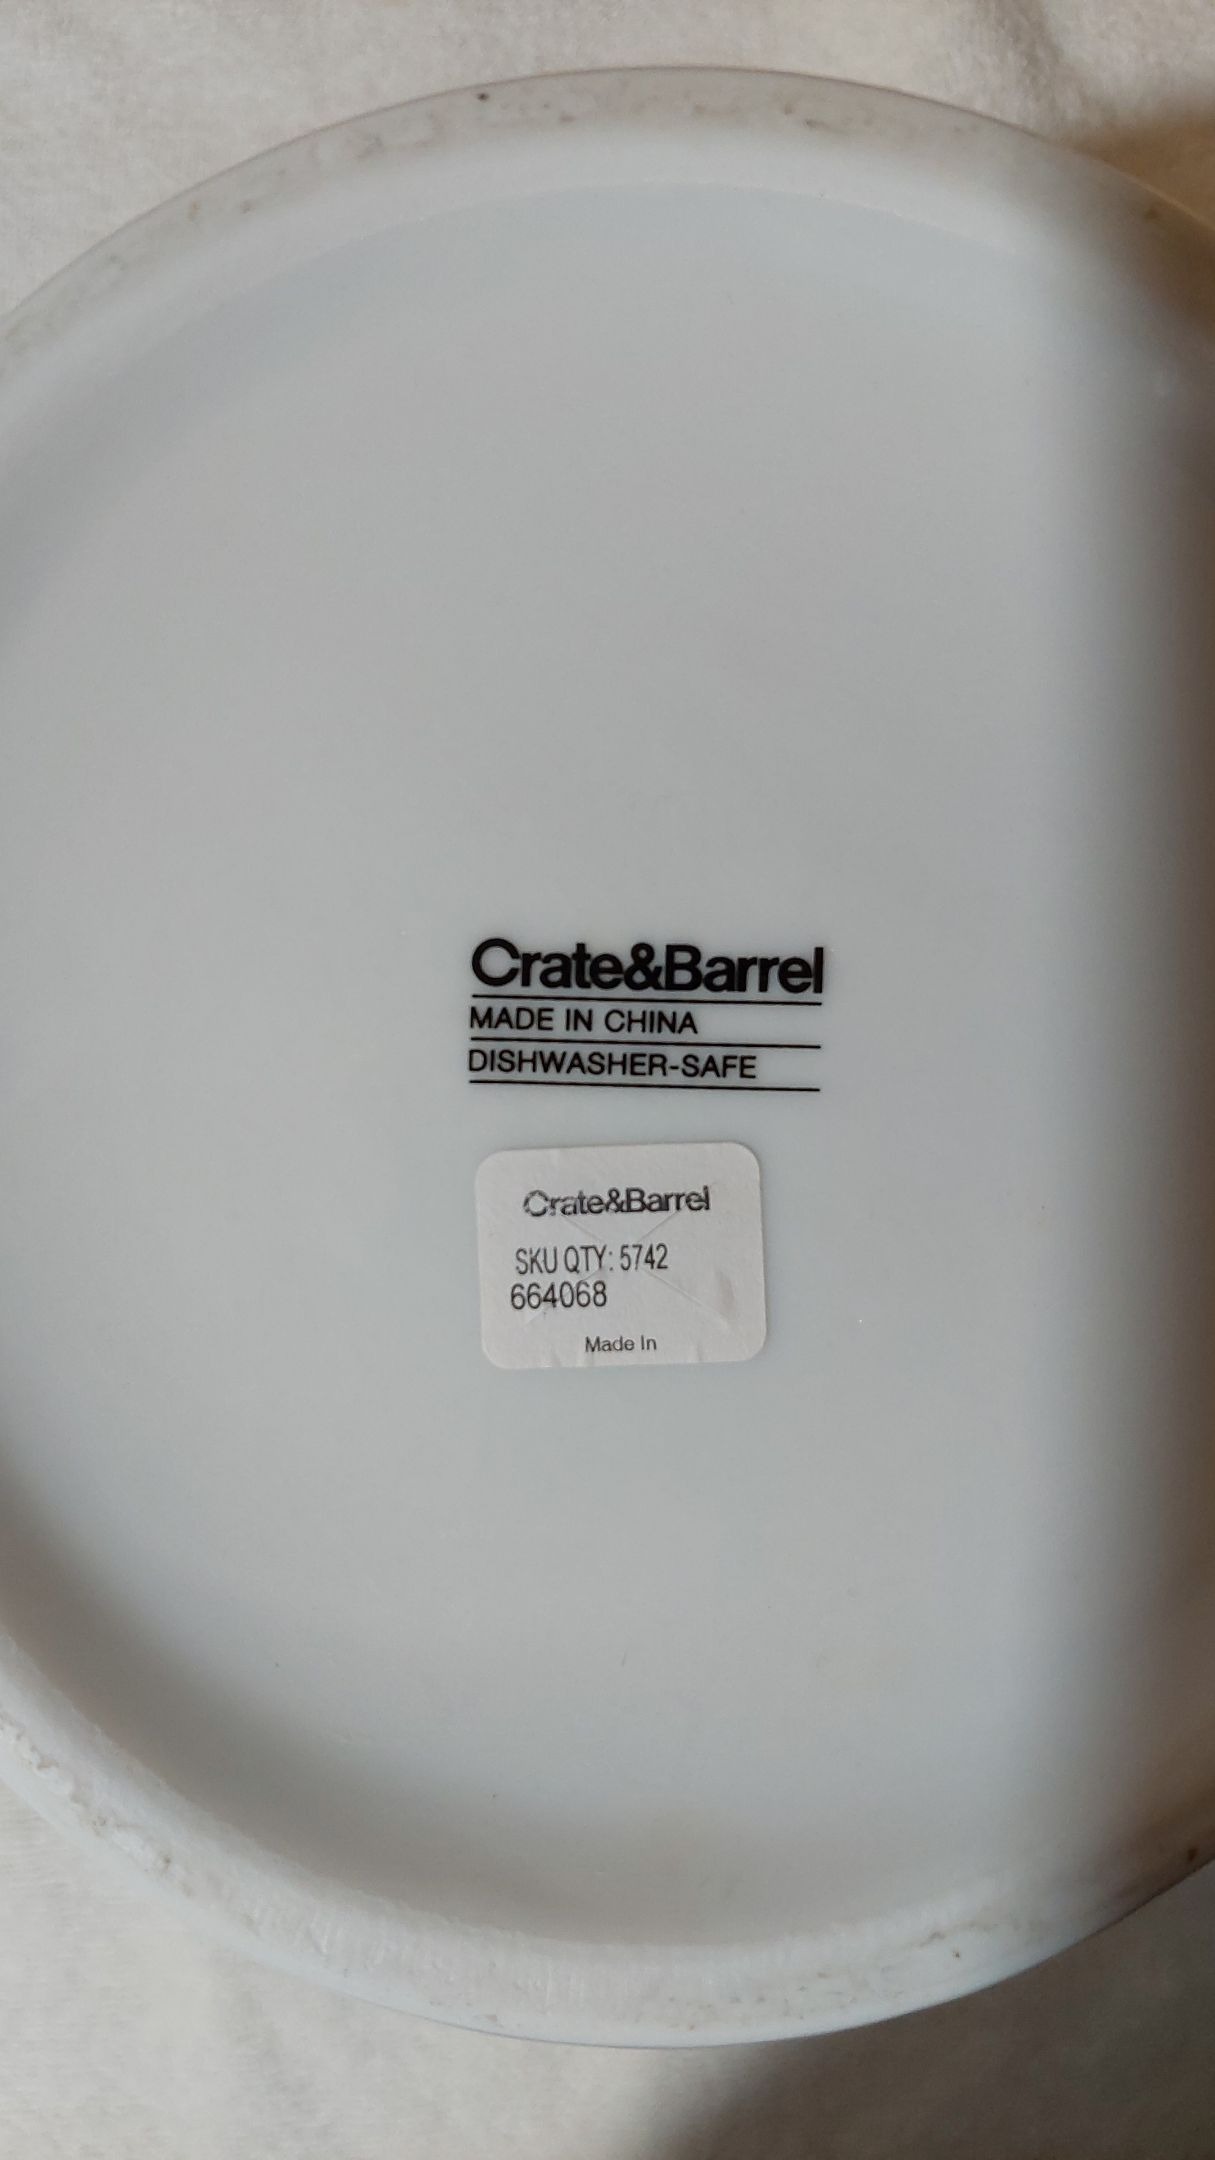 Crate&Barrel
MADE IN CHINA
DISHWASHER-SAFE
Crate&Barrel
SKU QTY: 5742
664068
Made In